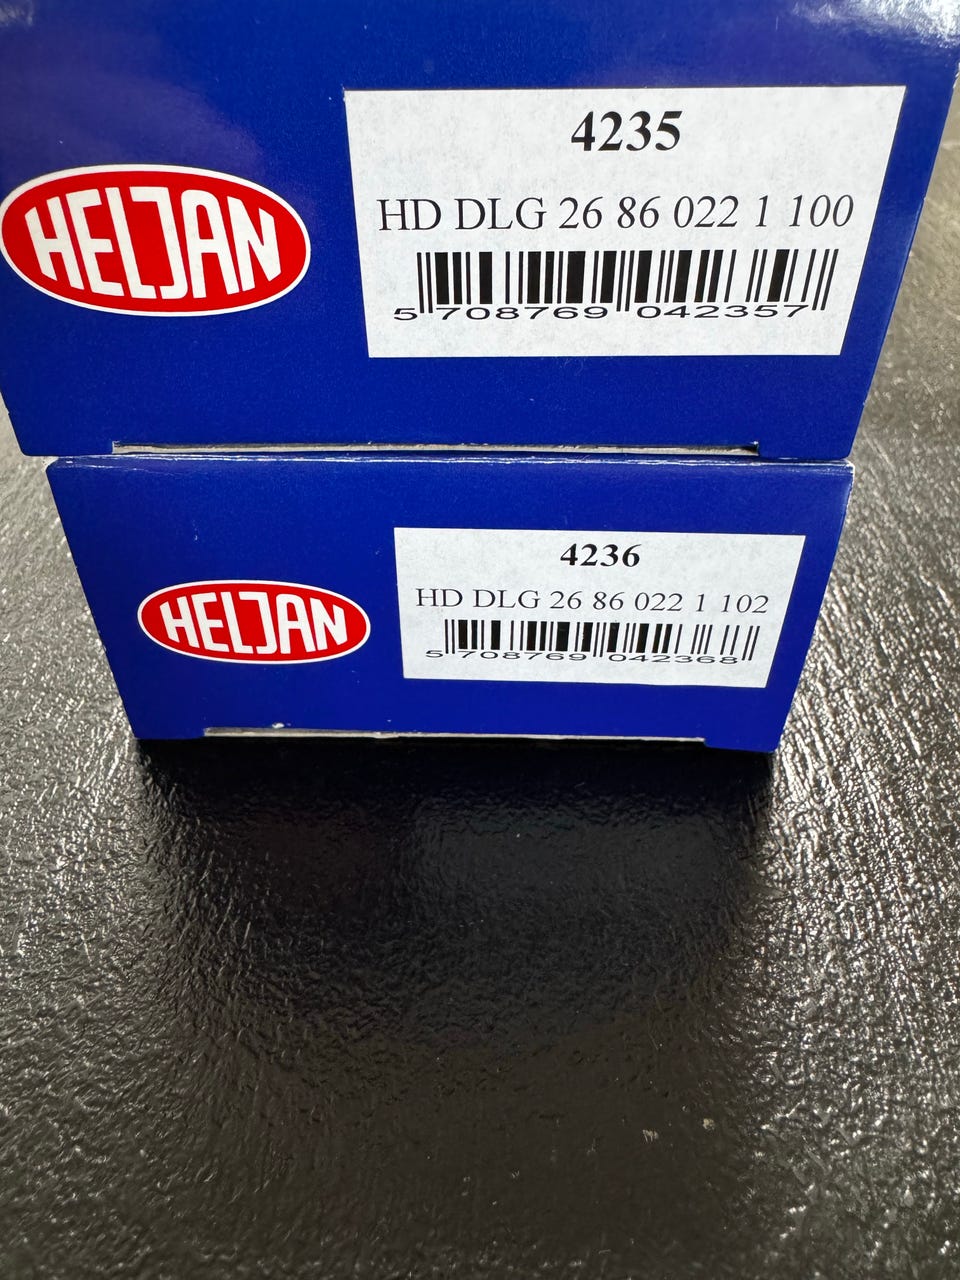 HELJAN
4235
HD DLG 26 86 022 1 100
5 708769 042357
HELJAN
4236
HD DLG 26 86 022 1 102
5 708769 042368